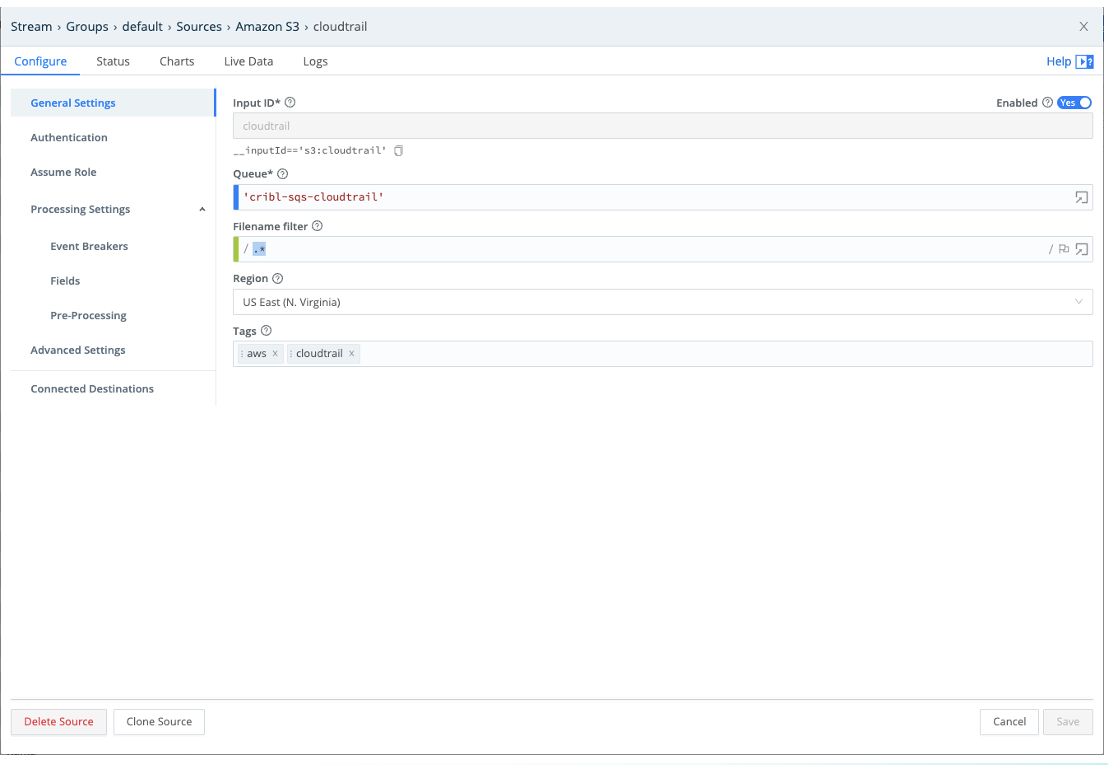 Stream › Groups › default › Sources › Amazon S3 › cloudtrail X
Configure Status Charts Live Data Logs Help
General Settings
Authentication
Assume Role
Processing Settings
Event Breakers
Fields
Pre-Processing
Advanced Settings
Connected Destinations
Input ID* ? Enabled ? Yes
cloudtrail
__inputId=='s3:cloudtrail'
Queue* ?
'cribl-sqs-cloudtrail'
Filename filter ?
/ .* /
Region ?
US East (N. Virginia)
Tags ?
aws x cloudtrail x
Delete Source Clone Source Cancel Save